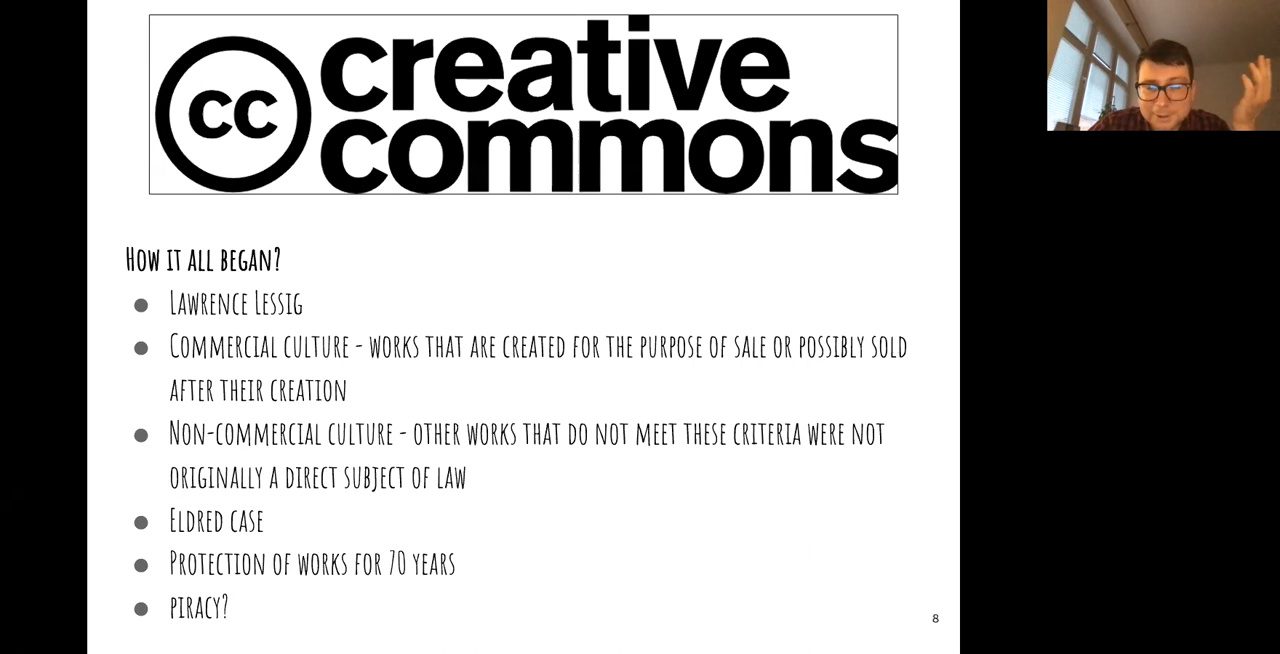 cc creative
commons
How it all began?
Lawrence Lessig
Commercial culture - works that are created for the purpose of sale or possibly sold
after their creation
Non-commercial culture - other works that do not meet these criteria were not
originally a direct subject of law
Eldred case
Protection of works for 70 years
piracy?
8